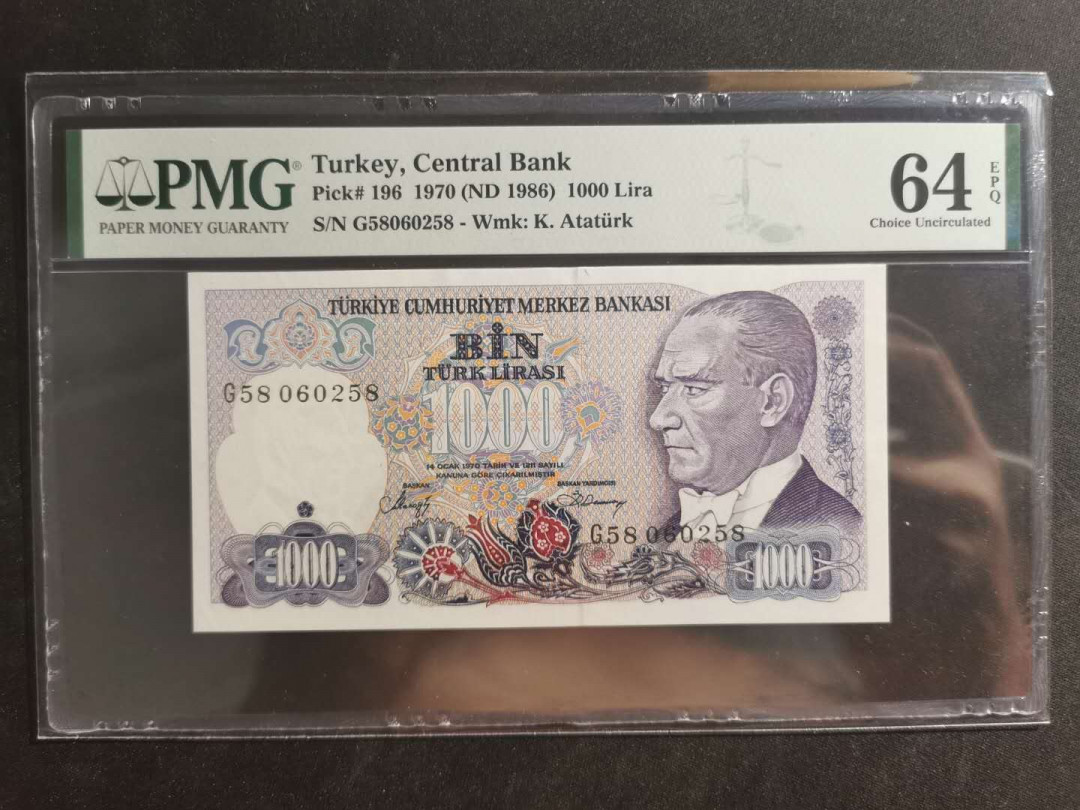 PMG®
PAPER MONEY GUARANTY
Turkey, Central Bank
Pick# 196 1970 (ND 1986) 1000 Lira
S/N G58060258 - Wmk: K. Atatürk
64
EPQ
Choice Uncirculated
TÜRKİYE CUMHURİYET MERKEZ BANKASI
BİN
TÜRK LİRASI
G58 060258
1000
14 OCAK 1970 TARİH VE 1211 SAYILI
KANUNA GÖRE ÇIKARILMIŞTIR
BAŞKAN
BAŞKAN YARDIMCISI
G58 060258
1000
1000